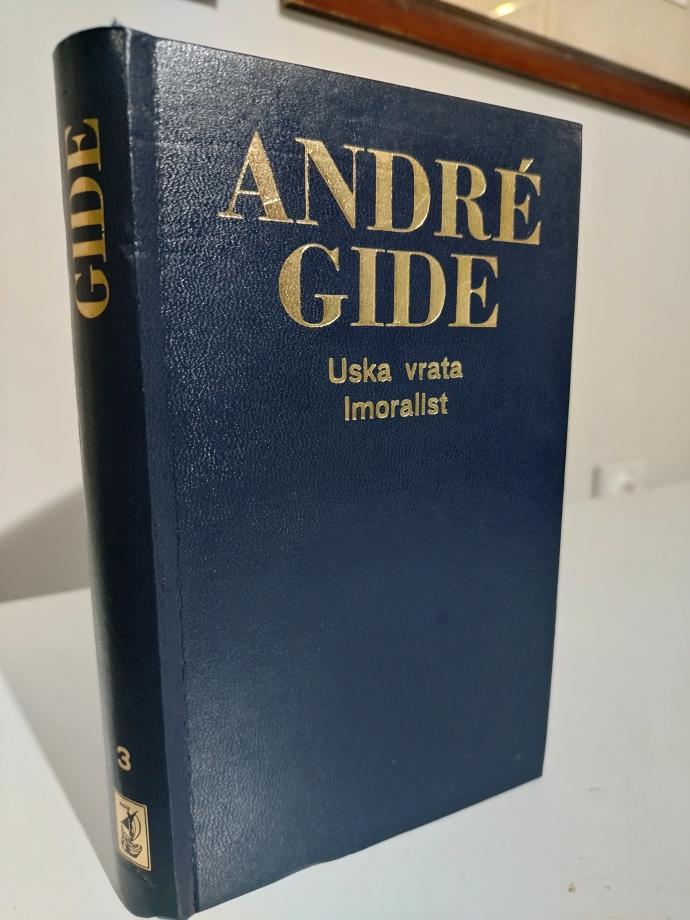 GIDE
3
ANDRÉ
GIDE
Uska vrata
Imoralist